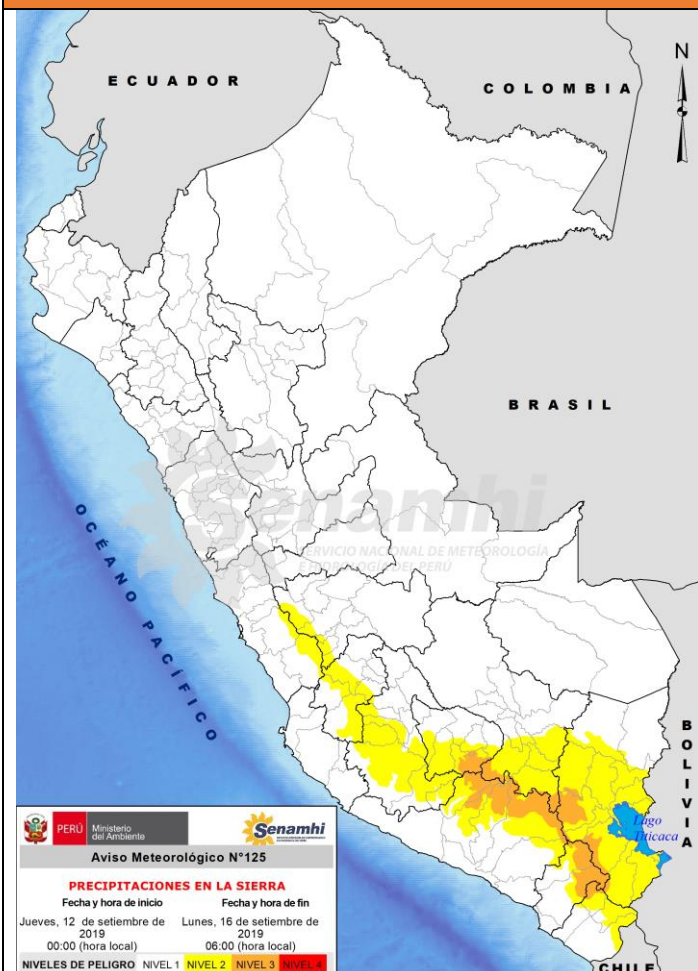 N
ECUADOR
COLOMBIA
BRASIL
Senamhi
SERVICIO NACIONAL DE METEOROLOGÍA
E HIDROLOGÍA DEL PERÚ
OCÉANO PACÍFICO
BOLIVIA
Lago
Titicaca
CHILE
PERÚ
Ministerio
del Ambiente
Senamhi
Aviso Meteorológico N°125
PRECIPITACIONES EN LA SIERRA
Fecha y hora de inicio Fecha y hora de fin
Jueves, 12 de setiembre de Lunes, 16 de setiembre de
2019 2019
00:00 (hora local) 06:00 (hora local)
NIVELES DE PELIGRO NIVEL 1 NIVEL 2 NIVEL 3 NIVEL 4